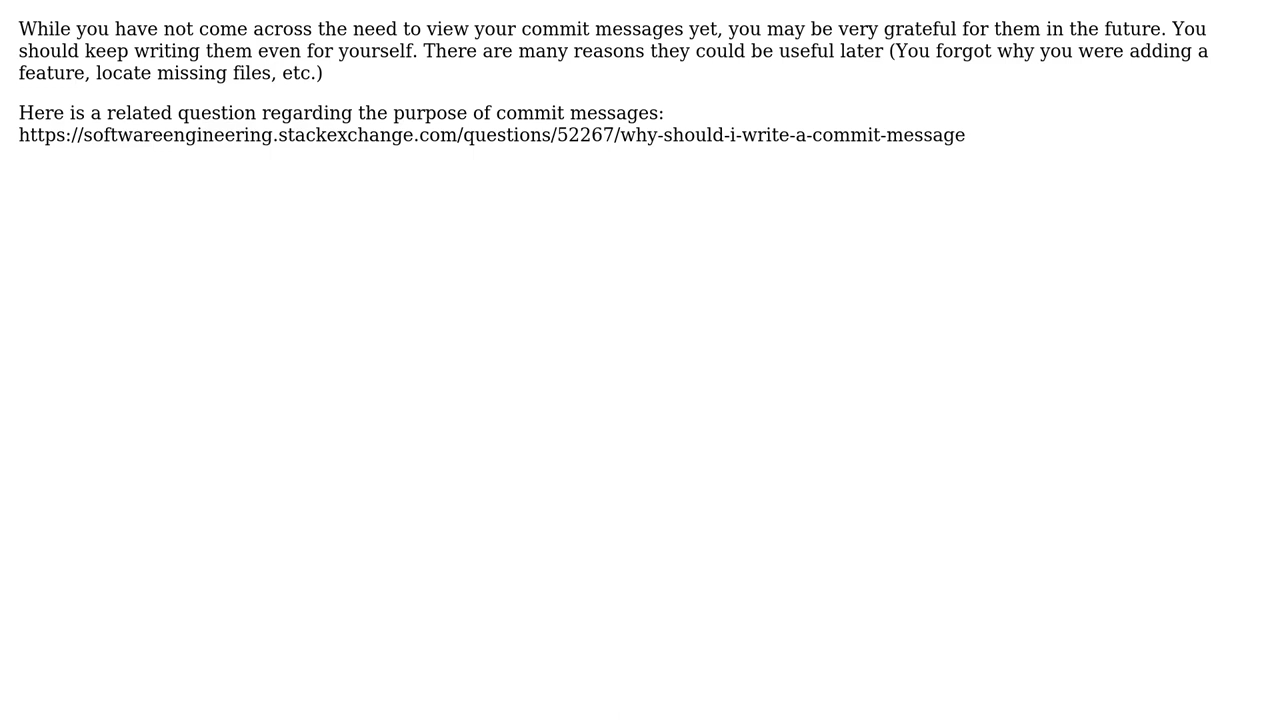 While you have not come across the need to view your commit messages yet, you may be very grateful for them in the future. You
should keep writing them even for yourself. There are many reasons they could be useful later (You forgot why you were adding a
feature, locate missing files, etc.)
Here is a related question regarding the purpose of commit messages:
https://softwareengineering.stackexchange.com/questions/52267/why-should-i-write-a-commit-message